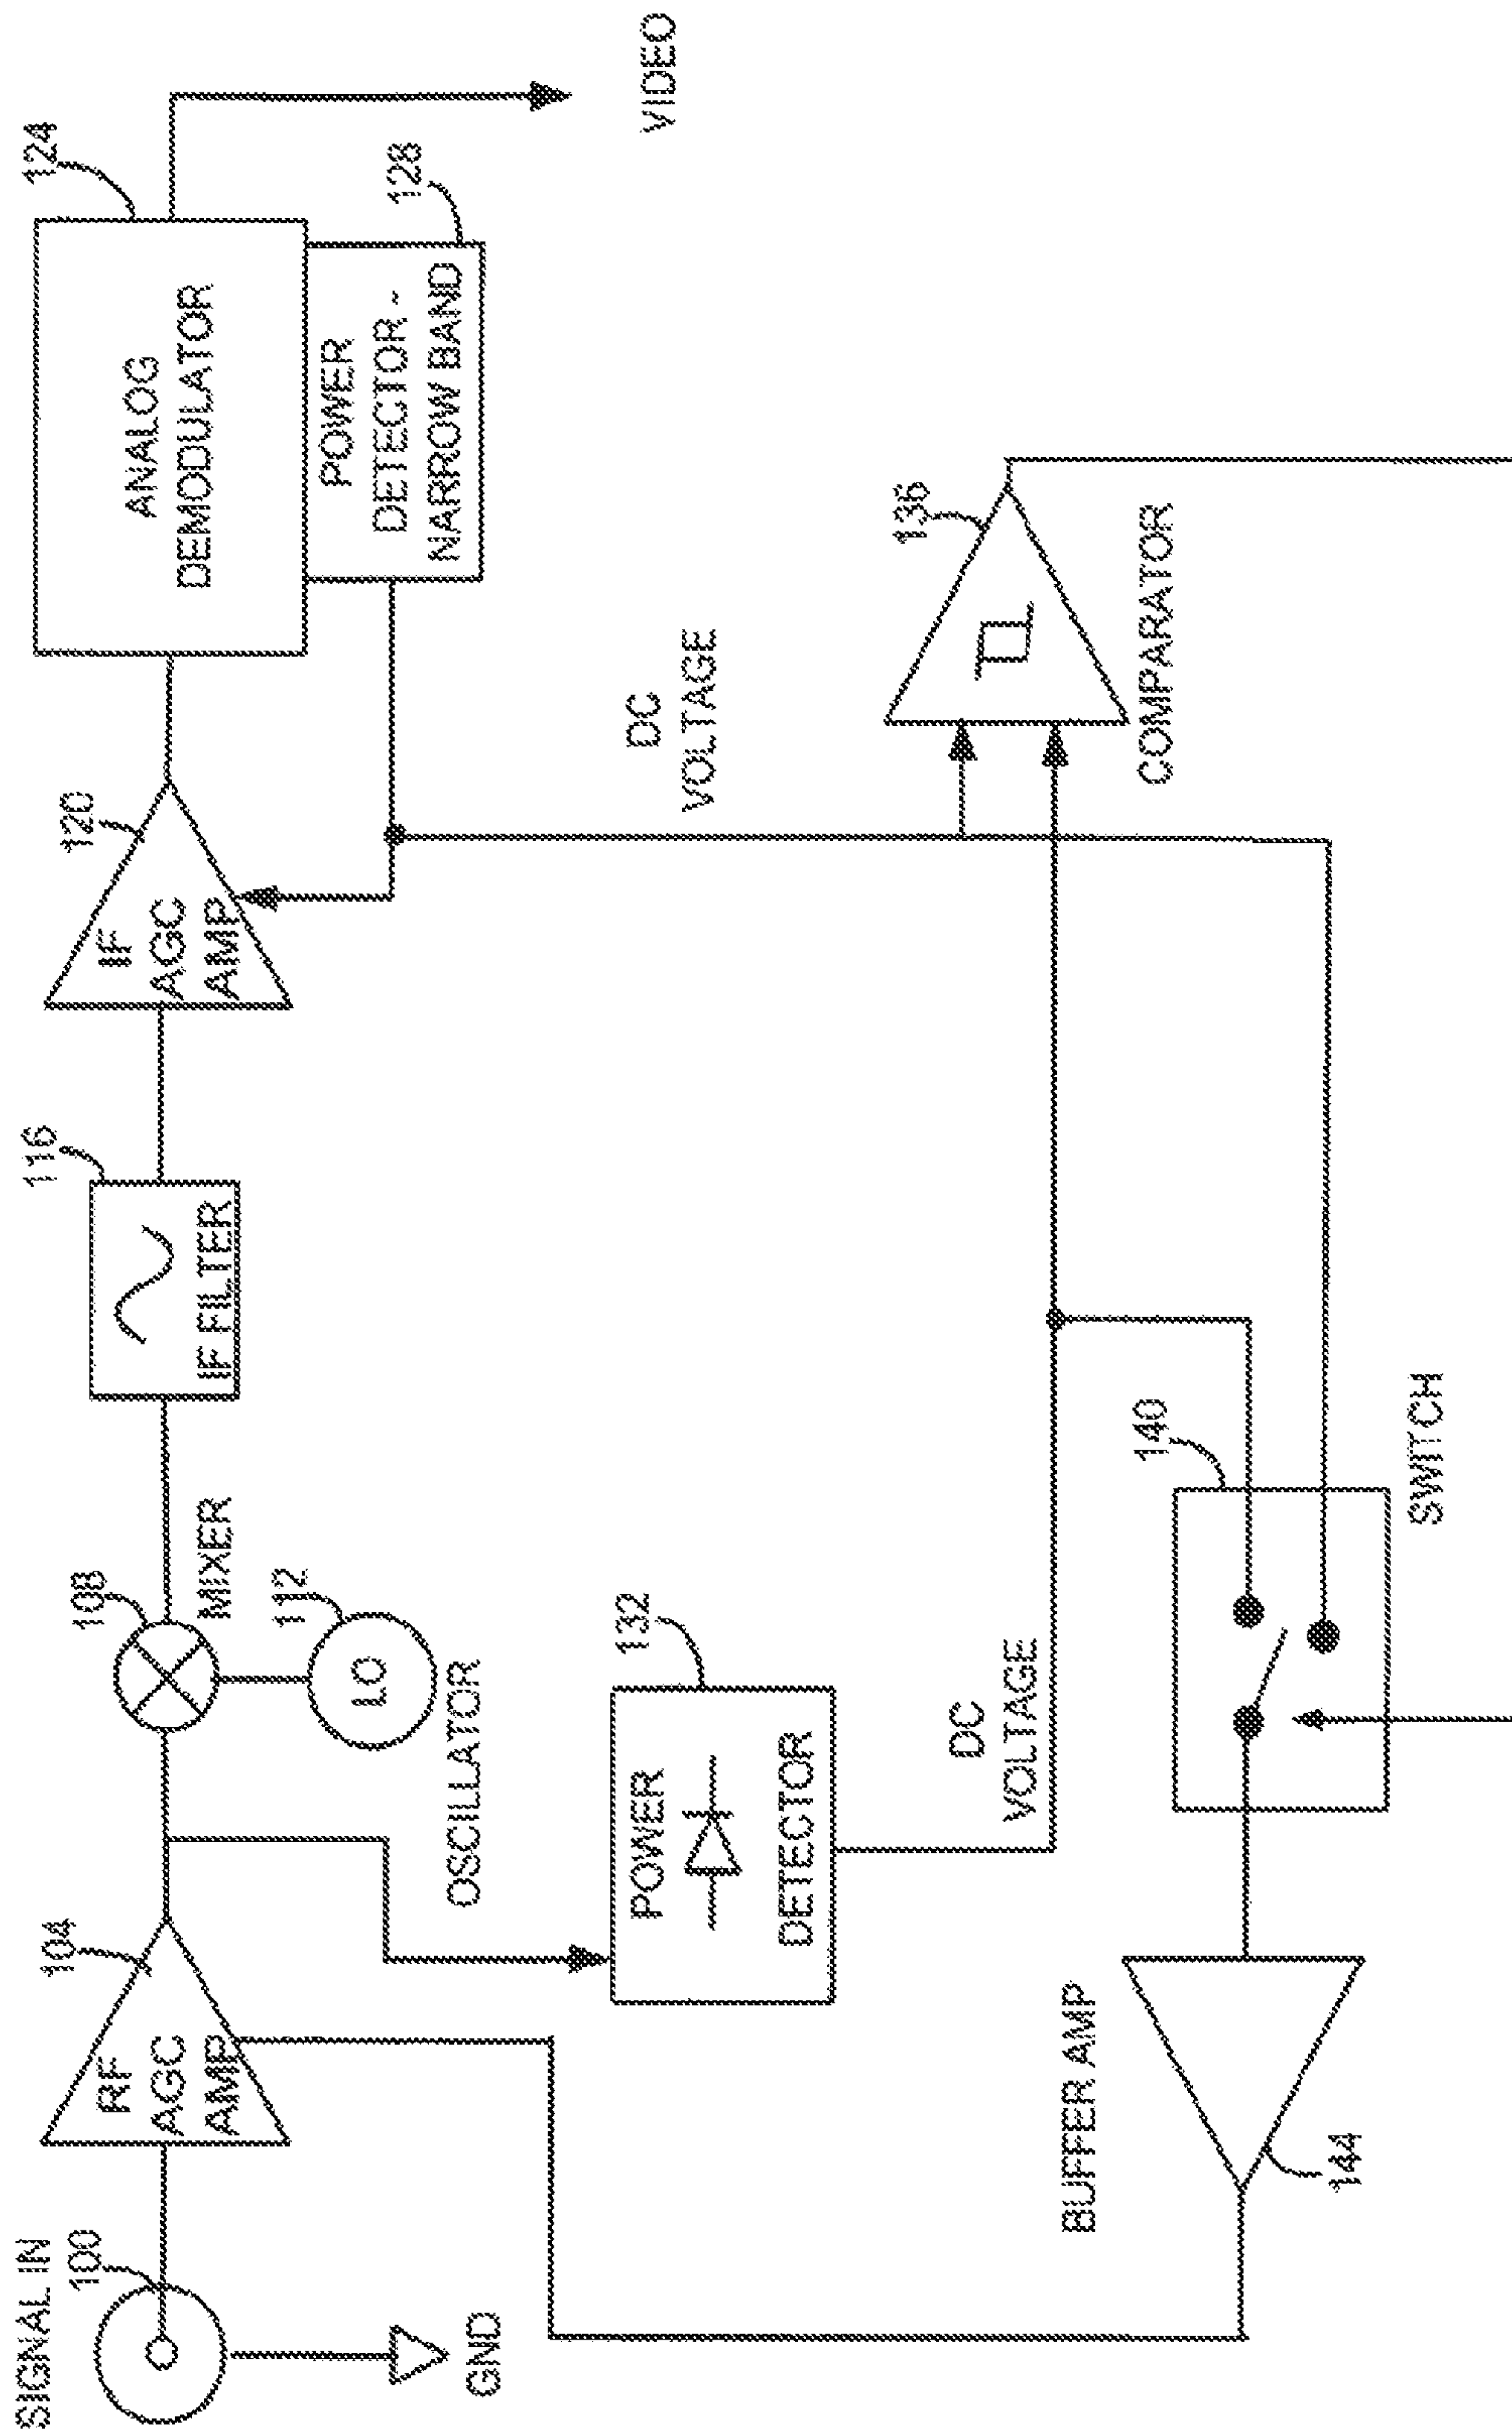 SIGNAL IN
100
GND
104
RF
AGC
AMP
108
MIXER
112
LO
OSCILLATOR
116
IF FILTER
120
IF
AGC
AMP
124
ANALOG
DEMODULATOR
128
POWER
DETECTOR -
NARROW BAND
VIDEO
132
POWER
DETECTOR
DC
VOLTAGE
DC
VOLTAGE
136
COMPARATOR
140
SWITCH
BUFFER AMP
144